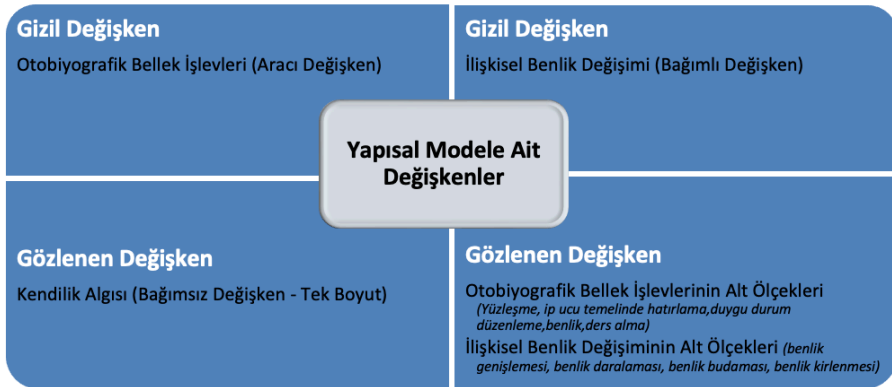 Gizil Değişken
Otobiyografik Bellek İşlevleri (Aracı Değişken)
Gizil Değişken
İlişkisel Benlik Değişimi (Bağımlı Değişken)
Yapısal Modele Ait
Değişkenler
Gözlenen Değişken
Kendilik Algısı (Bağımsız Değişken - Tek Boyut)
Gözlenen Değişken
Otobiyografik Bellek İşlevlerinin Alt Ölçekleri
(Yüzleşme, ip ucu temelinde hatırlama,duygu durum
düzenleme,benlik,ders alma)
İlişkisel Benlik Değişiminin Alt Ölçekleri (benlik
genişlemesi, benlik daralaması, benlik budaması, benlik kirlenmesi)